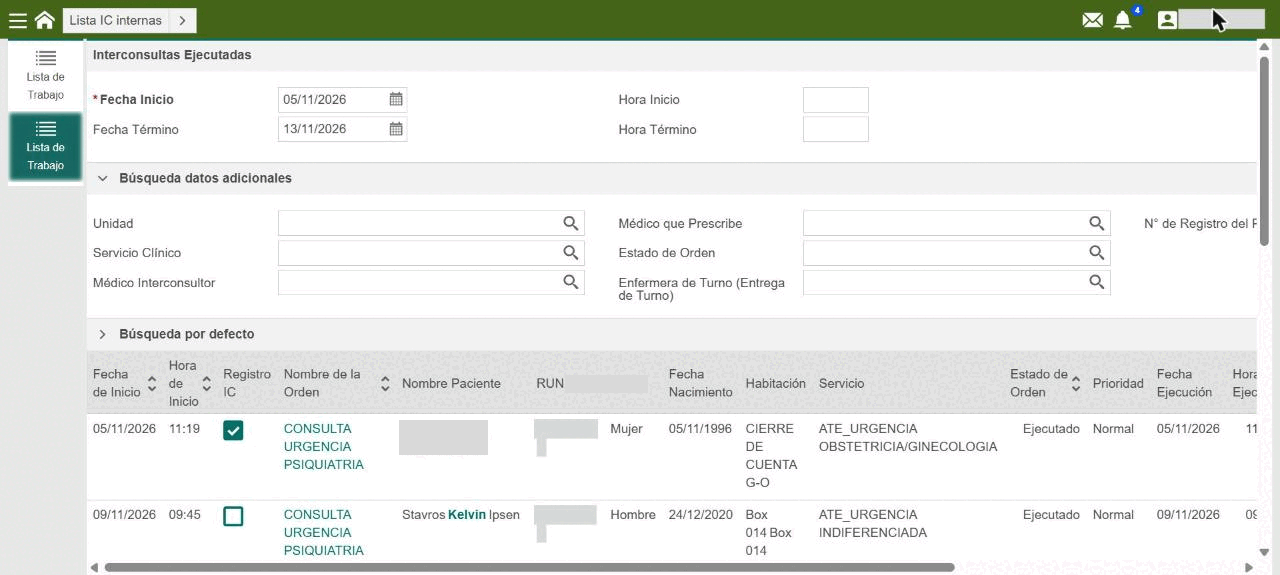 Lista IC internas
4
Lista de
Trabajo
Lista de
Trabajo
Interconsultas Ejecutadas
*Fecha Inicio 05/11/2026 Hora Inicio
Fecha Término 13/11/2026 Hora Término
Búsqueda datos adicionales
Unidad Médico que Prescribe N° de Registro del
Servicio Clínico Estado de Orden
Médico Interconsultor Enfermera de Turno (Entrega
de Turno)
Búsqueda por defecto
Fecha
de Inicio
Hora
de
Inicio
Registro
IC
Nombre de la
Orden
Nombre Paciente
RUN
Fecha
Nacimiento
Habitación
Servicio
Estado de
Orden
Prioridad
Fecha
Ejecución
Hora
Ejec
05/11/2026 11:19 CONSULTA Mujer 05/11/1996 CIERRE ATE_URGENCIA Ejecutado Normal 05/11/2026 11
URGENCIA DE OBSTETRICIA/GINECOLOGIA
PSIQUIATRIA CUENTA
G-O
09/11/2026 09:45 CONSULTA Stavros Kelvin Ipsen Hombre 24/12/2020 Box ATE_URGENCIA Ejecutado Normal 09/11/2026 09
URGENCIA 014 Box INDIFERENCIADA
PSIQUIATRIA 014